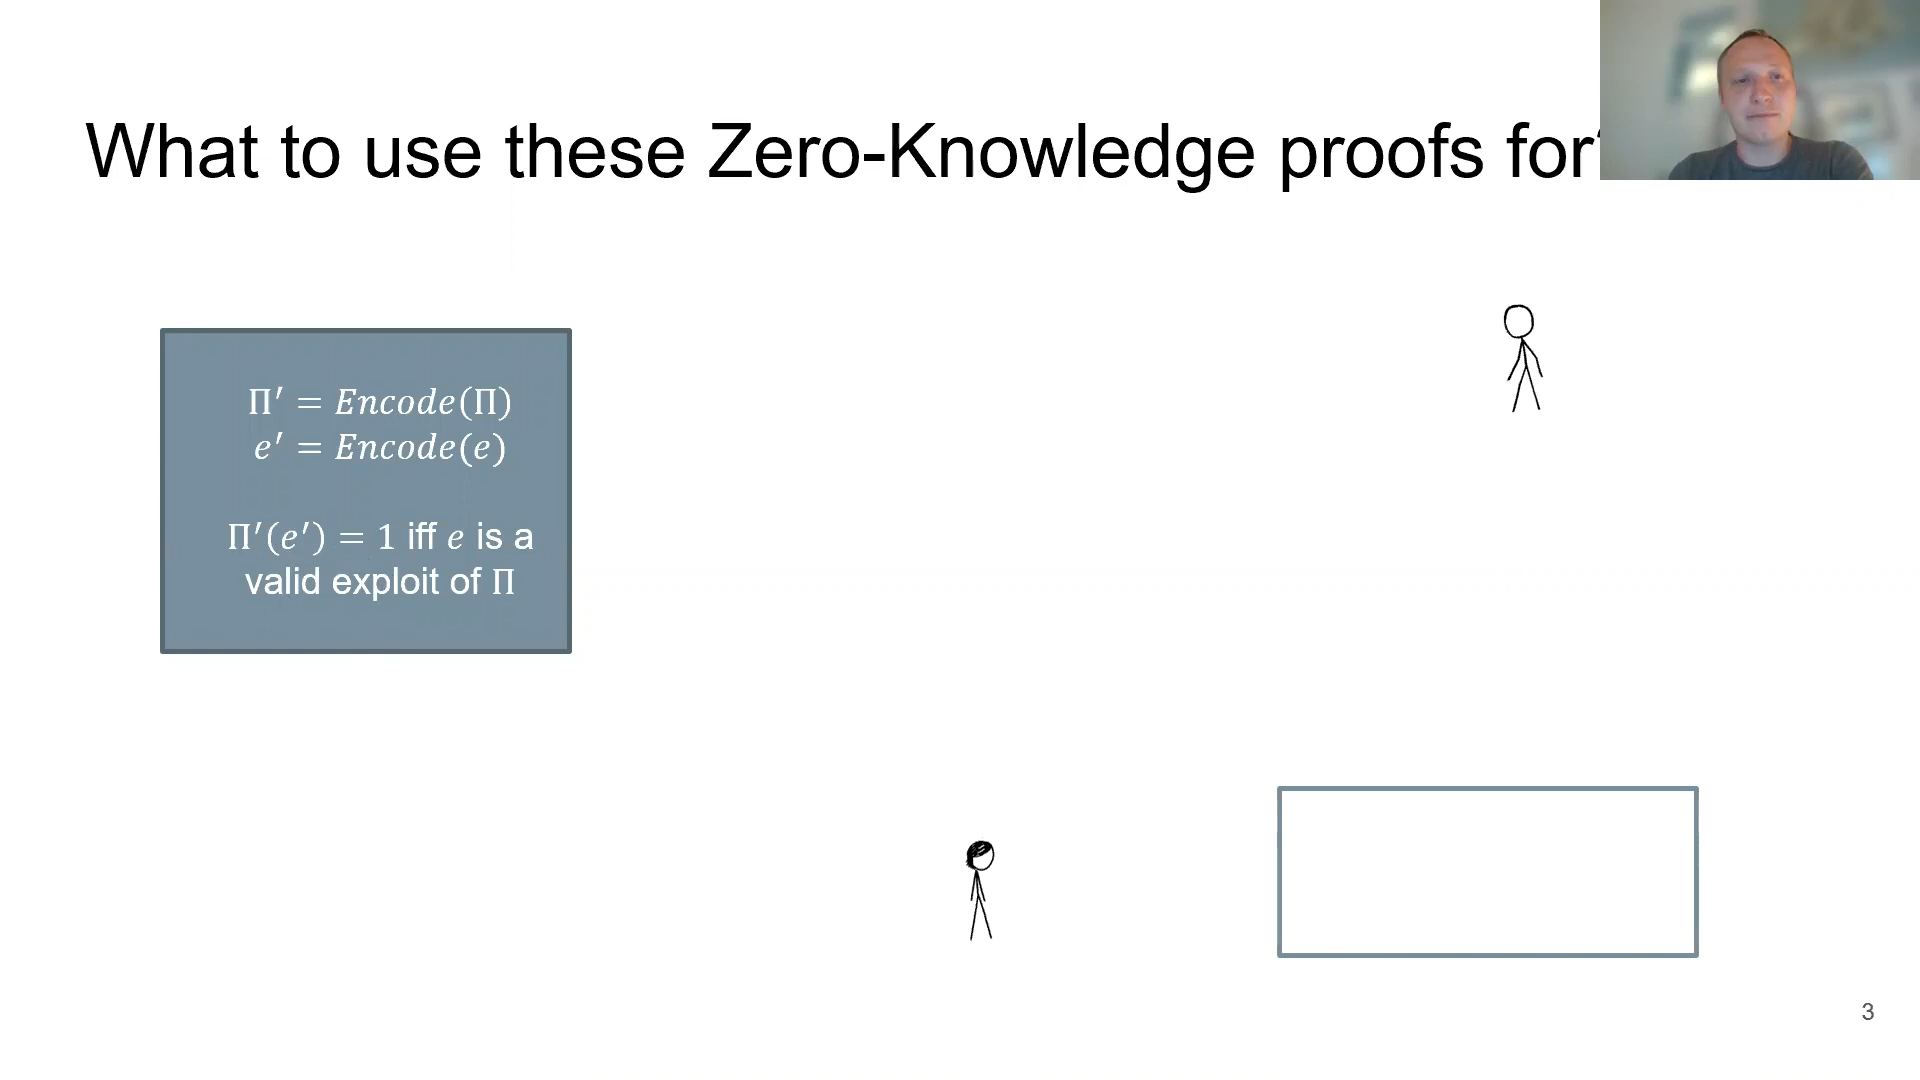 What to use these Zero-Knowledge proofs for
Π′ = Encode(Π)
e′ = Encode(e)
Π′(e′) = 1 iff e is a
valid exploit of Π
3